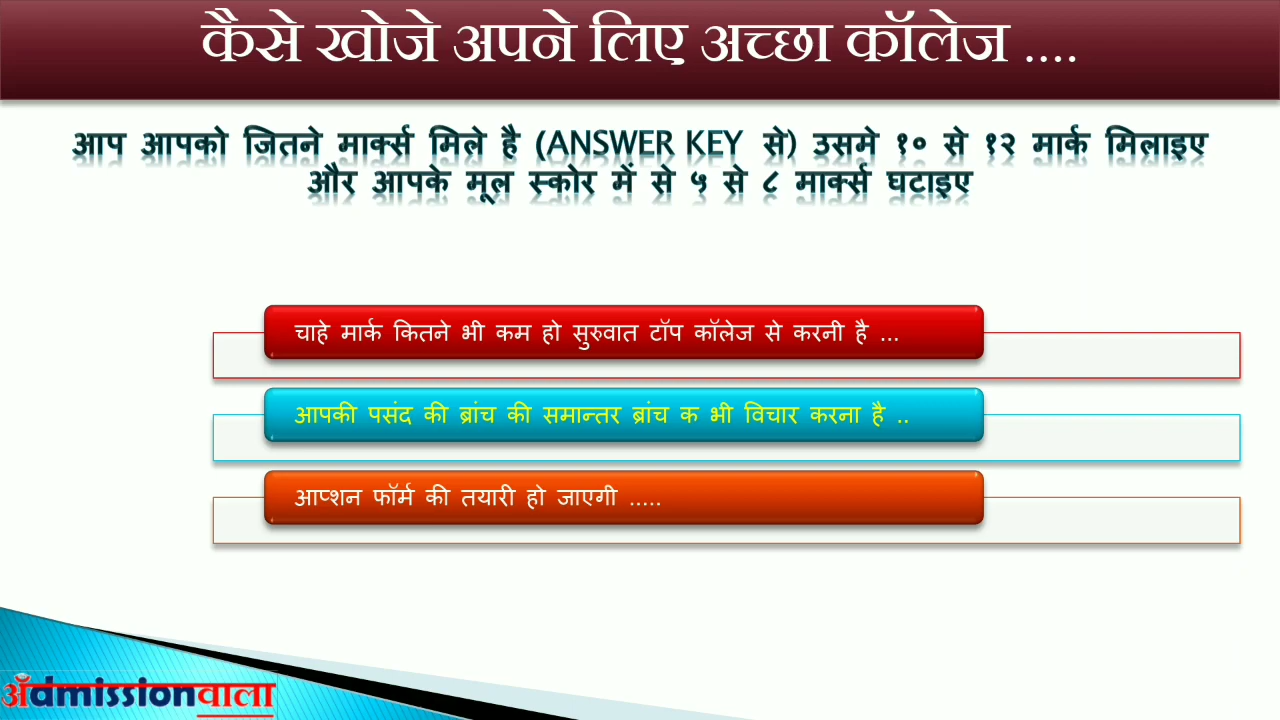 कैसे खोजे अपने लिए अच्छा कॉलेज ....
आप आपको जितने मार्क्स मिले है (ANSWER KEY से) उसमे १० से १२ मार्क मिलाइए
और आपके मूल स्कोर में से ५ से ८ मार्क्स घटाइए
चाहे मार्क कितने भी कम हो सुरुवात टॉप कॉलेज से करनी है ...
आपकी पसंद की ब्रांच की समान्तर ब्रांच क भी विचार करना है ..
आप्शन फॉर्म की तयारी हो जाएगी .....
ॲdmissionवाला